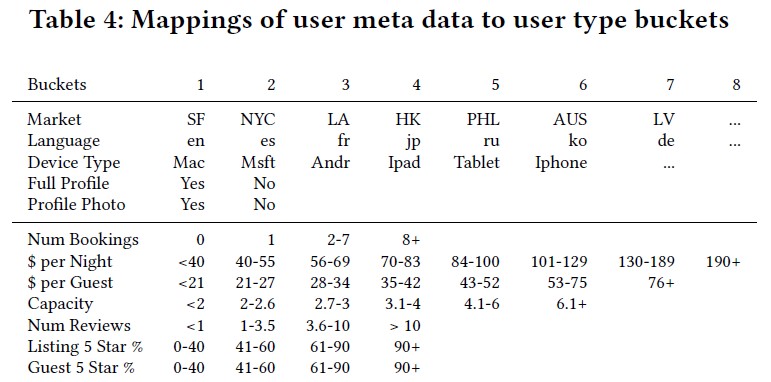 Table 4: Mappings of user meta data to user type buckets
Buckets 1 2 3 4 5 6 7 8
Market SF NYC LA HK PHL AUS LV ...
Language en es fr jp ru ko de ...
Device Type Mac Msft Andr Ipad Tablet Iphone ...
Full Profile Yes No
Profile Photo Yes No
Num Bookings 0 1 2-7 8+
$ per Night <40 40-55 56-69 70-83 84-100 101-129 130-189 190+
$ per Guest <21 21-27 28-34 35-42 43-52 53-75 76+
Capacity <2 2-2.6 2.7-3 3.1-4 4.1-6 6.1+
Num Reviews <1 1-3.5 3.6-10 > 10
Listing 5 Star % 0-40 41-60 61-90 90+
Guest 5 Star % 0-40 41-60 61-90 90+